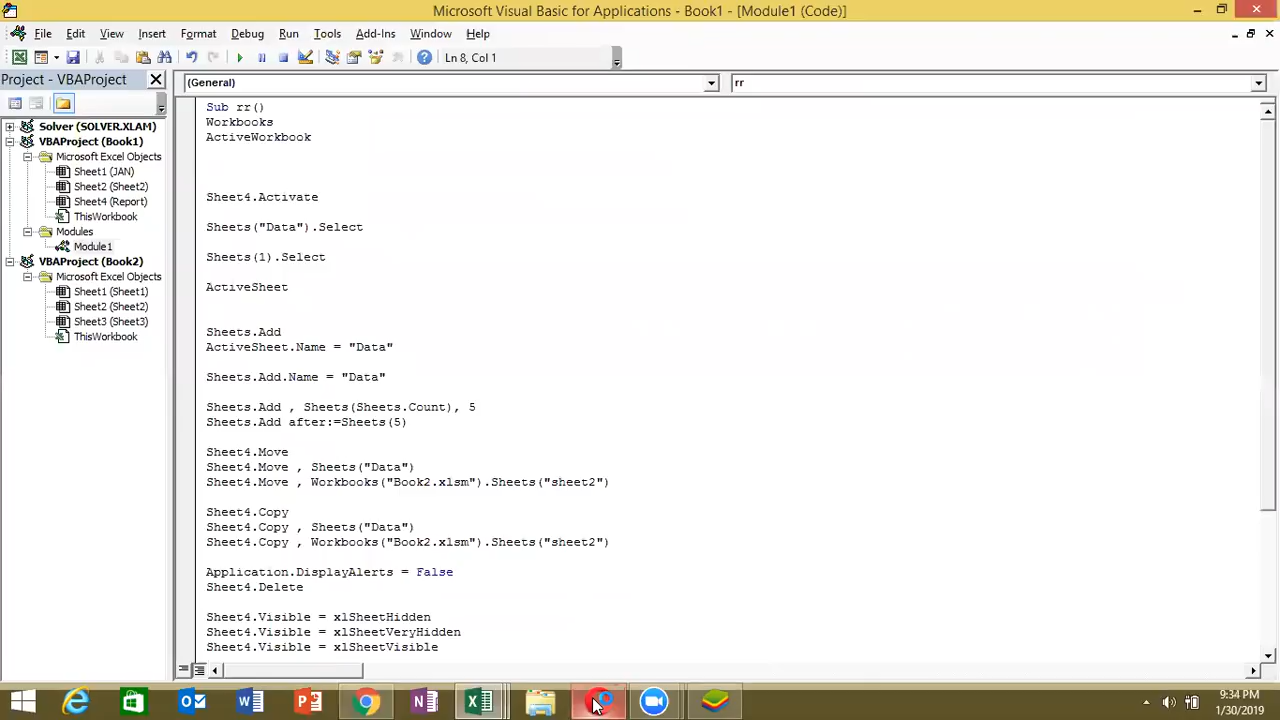 Microsoft Visual Basic for Applications - Book1 - [Module1 (Code)]
File Edit View Insert Format Debug Run Tools Add-Ins Window Help
Ln 8, Col 1
Project - VBAProject
(General)
rr
Solver (SOLVER.XLAM)
VBAProject (Book1)
Microsoft Excel Objects
Sheet1 (JAN)
Sheet2 (Sheet2)
Sheet4 (Report)
ThisWorkbook
Modules
Module1
VBAProject (Book2)
Microsoft Excel Objects
Sheet1 (Sheet1)
Sheet2 (Sheet2)
Sheet3 (Sheet3)
ThisWorkbook
Sub rr()
Workbooks
ActiveWorkbook
Sheet4.Activate
Sheets("Data").Select
Sheets(1).Select
ActiveSheet
Sheets.Add
ActiveSheet.Name = "Data"
Sheets.Add.Name = "Data"
Sheets.Add , Sheets(Sheets.Count), 5
Sheets.Add after:=Sheets(5)
Sheet4.Move
Sheet4.Move , Sheets("Data")
Sheet4.Move , Workbooks("Book2.xlsm").Sheets("sheet2")
Sheet4.Copy
Sheet4.Copy , Sheets("Data")
Sheet4.Copy , Workbooks("Book2.xlsm").Sheets("sheet2")
Application.DisplayAlerts = False
Sheet4.Delete
Sheet4.Visible = xlSheetHidden
Sheet4.Visible = xlSheetVeryHidden
Sheet4.Visible = xlSheetVisible
9:34 PM
1/30/2019